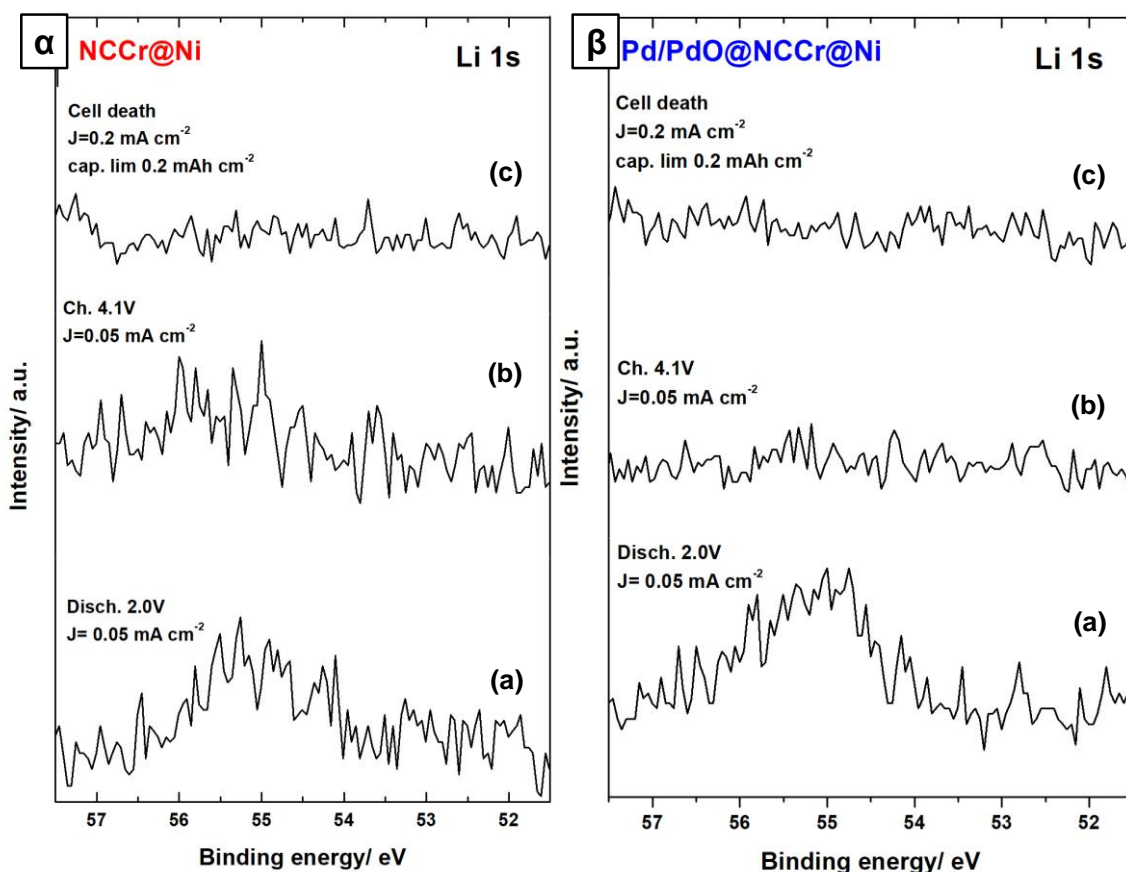 α
NCCr@Ni
Li 1s
Cell death
J=0.2 mA cm⁻²
cap. lim 0.2 mAh cm⁻²
(c)
Ch. 4.1V
J=0.05 mA cm⁻²
(b)
Disch. 2.0V
J= 0.05 mA cm⁻²
(a)
Intensity/ a.u.
57 56 55 54 53 52
Binding energy/ eV
β
Pd/PdO@NCCr@Ni
Li 1s
Cell death
J=0.2 mA cm⁻²
cap. lim 0.2 mAh cm⁻²
(c)
Ch. 4.1V
J=0.05 mA cm⁻²
(b)
Disch. 2.0V
J= 0.05 mA cm⁻²
(a)
Intensity/ a.u.
57 56 55 54 53 52
Binding energy/ eV